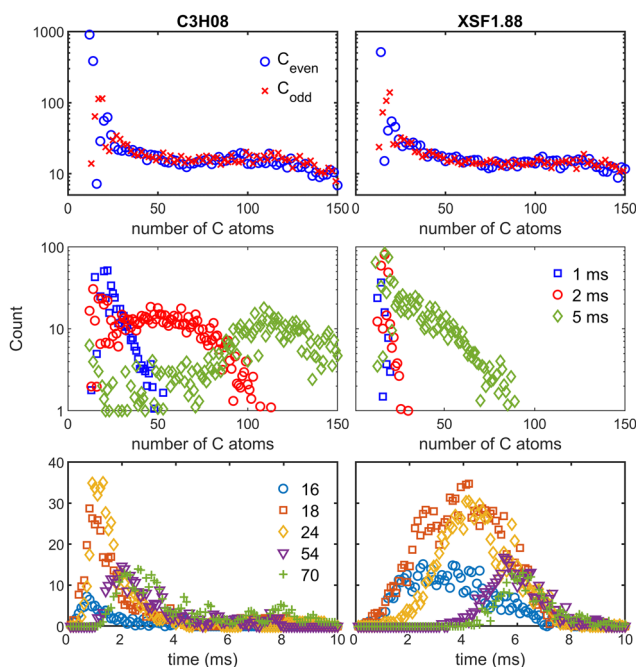 C3H08 XSF1.88
1000
100
10
C even
C odd
0 50 100 150
0 50 100 150
number of C atoms number of C atoms
Count
100
10
1
1 ms
2 ms
5 ms
0 50 100 150
0 50 100 150
number of C atoms number of C atoms
40
30
20
10
0
16
18
24
54
70
0 2 4 6 8 10
0 2 4 6 8 10
time (ms) time (ms)